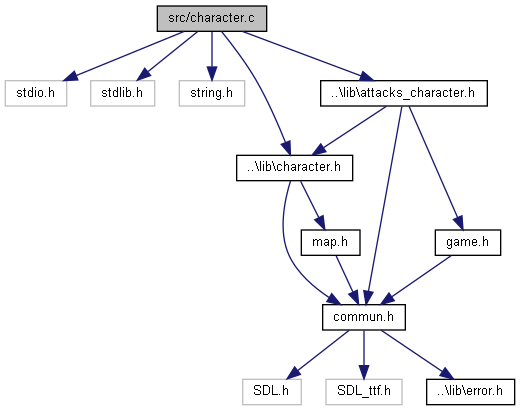 src/character.c
stdio.h
stdlib.h
string.h
..\lib\attacks_character.h
..\lib\character.h
map.h
game.h
commun.h
SDL.h
SDL_ttf.h
..\lib\error.h